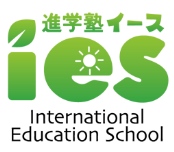 進学塾イース
ies
International
Education School